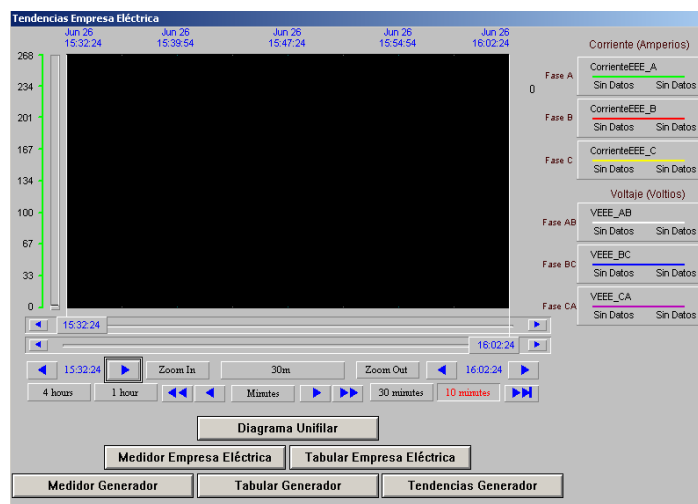 Tendencias Empresa Eléctrica
Jun 26 Jun 26 Jun 26 Jun 26 Jun 26
15:32:24 15:39:54 15:47:24 15:54:54 16:02:24
Corriente (Amperios)
268
234
201
167
134
100
67
33
0
0
Fase A
CorrienteEEE_A
Sin Datos Sin Datos
Fase B
CorrienteEEE_B
Sin Datos Sin Datos
Fase C
CorrienteEEE_C
Sin Datos Sin Datos
Voltaje (Voltios)
Fase AB
VEEE_AB
Sin Datos Sin Datos
Fase BC
VEEE_BC
Sin Datos Sin Datos
Fase CA
VEEE_CA
Sin Datos Sin Datos
15:32:24
16:02:24
15:32:24 Zoom In 30m Zoom Out 16:02:24
4 hours 1 hour Minutes 30 minutes 10 minutes
Diagrama Unifilar
Medidor Empresa Eléctrica Tabular Empresa Eléctrica
Medidor Generador Tabular Generador Tendencias Generador